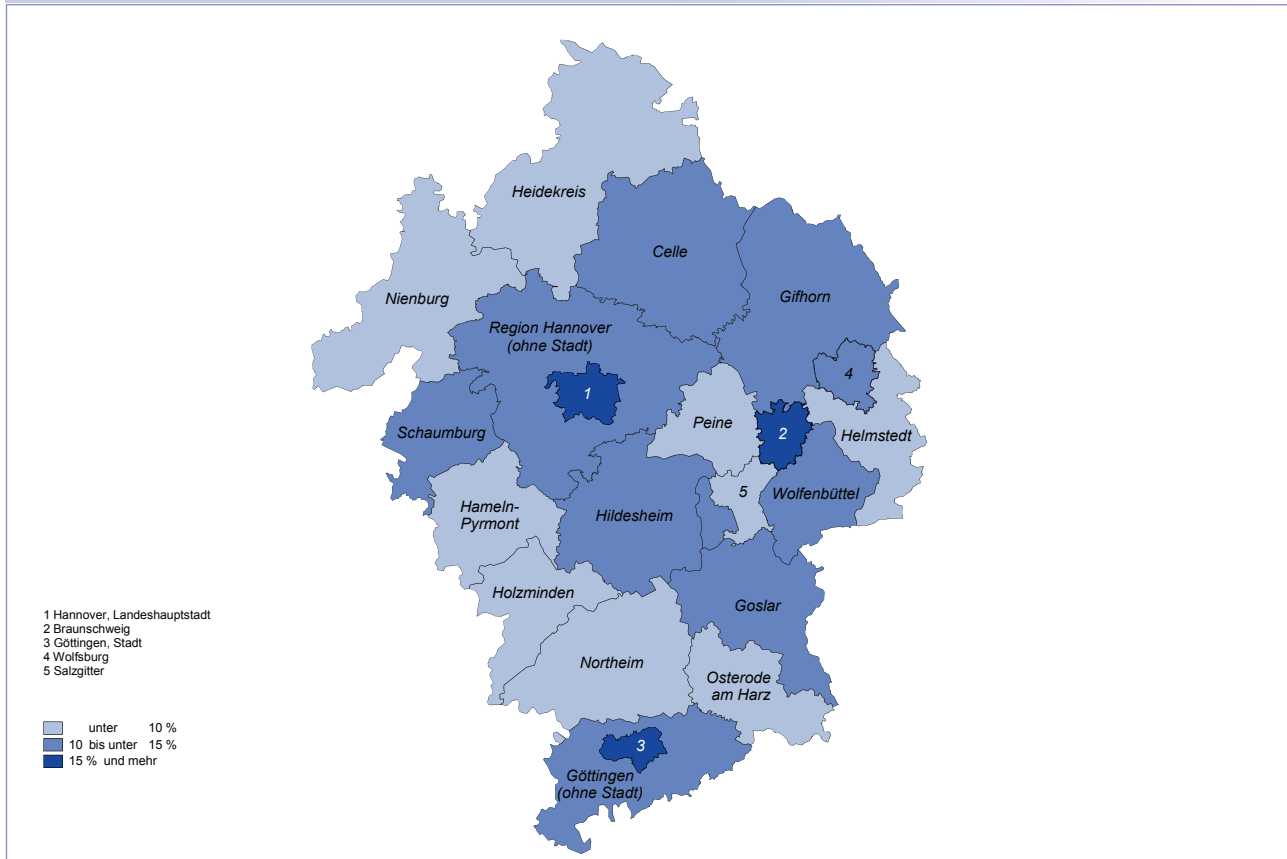 Heidekreis
Celle
Gifhorn
Nienburg
Region Hannover
(ohne Stadt)
4
1
Peine
2
Helmstedt
Schaumburg
5
Wolfenbüttel
Hameln-
Pyrmont
Hildesheim
Holzminden
Goslar
Northeim
Osterode
am Harz
3
Göttingen
(ohne Stadt)
1 Hannover, Landeshauptstadt
2 Braunschweig
3 Göttingen, Stadt
4 Wolfsburg
5 Salzgitter
unter 10 %
10 bis unter 15 %
15 % und mehr